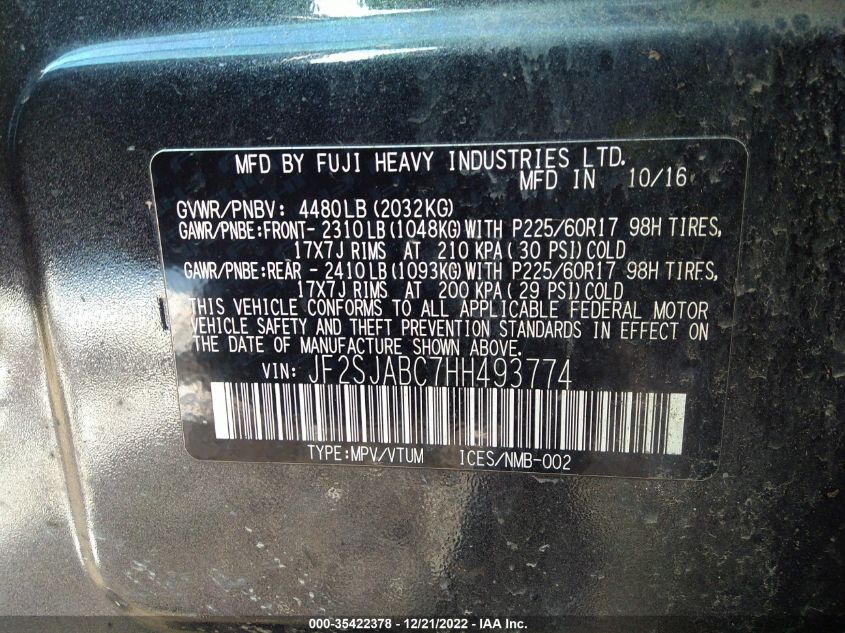 MFD BY FUJI HEAVY INDUSTRIES LTD.
MFD IN 10/16
GVWR/PNBV: 4480LB (2032KG)
GAWR/PNBE:FRONT- 2310LB (1048KG) WITH P225/60R17 98H TIRES,
17X7J RIMS AT 210 KPA ( 30 PSI) COLD
GAWR/PNBE:REAR - 2410LB (1093KG) WITH P225/60R17 98H TIRES,
17X7J RIMS AT 200 KPA ( 29 PSI) COLD
THIS VEHICLE CONFORMS TO ALL APPLICABLE FEDERAL MOTOR
VEHICLE SAFETY AND THEFT PREVENTION STANDARDS IN EFFECT ON
THE DATE OF MANUFACTURE SHOWN ABOVE.
VIN: JF2SJABC7HH493774
TYPE:MPV/VTUM ICES/NMB-002
000-35422378 - 12/21/2022 - IAA Inc.